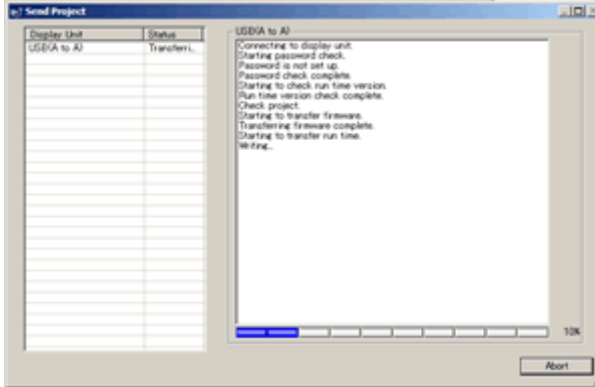 Send Project
Display Unit Status
USB(A to A) Transferri..
USB(A to A)
Connecting to display unit.
Starting password check.
Password is not set up.
Password check complete.
Starting to check run time version.
Run time version check complete.
Check project.
Starting to transfer firmware.
Transferring firmware complete.
Starting to transfer run time.
Writing...
10%
Abort